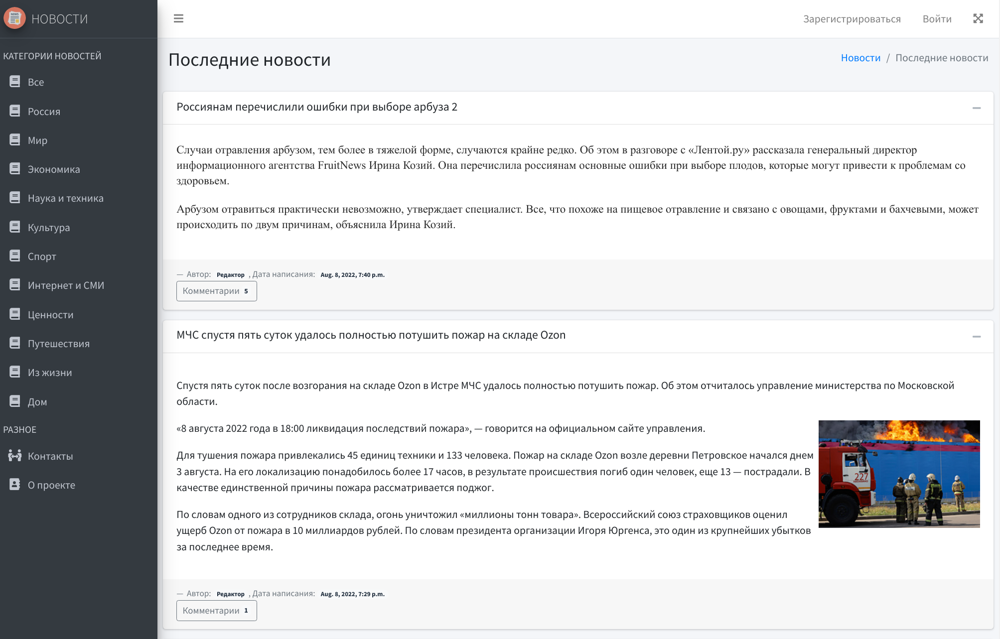 НОВОСТИ
КАТЕГОРИИ НОВОСТЕЙ
Все
Россия
Мир
Экономика
Наука и техника
Культура
Спорт
Интернет и СМИ
Ценности
Путешествия
Из жизни
Дом
РАЗНОЕ
Контакты
О проекте
Зарегистрироваться Войти
Последние новости
Новости / Последние новости
Россиянам перечислили ошибки при выборе арбуза 2
Случаи отравления арбузом, тем более в тяжелой форме, случаются крайне редко. Об этом в разговоре с «Лентой.ру» рассказала генеральный директор
информационного агентства FruitNews Ирина Козий. Она перечислила россиянам основные ошибки при выборе плодов, которые могут привести к проблемам со
здоровьем.
Арбузом отравиться практически невозможно, утверждает специалист. Все, что похоже на пищевое отравление и связано с овощами, фруктами и бахчевыми, может
происходить по двум причинам, объяснила Ирина Козий.
— Автор: Редактор , Дата написания: Aug. 8, 2022, 7:40 p.m.
Комментарии 5
МЧС спустя пять суток удалось полностью потушить пожар на складе Ozon
Спустя пять суток после возгорания на складе Ozon в Истре МЧС удалось полностью потушить пожар. Об этом отчиталось управление министерства по Московской
области.
«8 августа 2022 года в 18:00 ликвидация последствий пожара», — говорится на официальном сайте управления.
Для тушения пожара привлекались 45 единиц техники и 133 человека. Пожар на складе Ozon возле деревни Петровское начался днем
3 августа. На его локализацию понадобилось более 17 часов, в результате происшествия погиб один человек, еще 13 — пострадали. В
качестве единственной причины пожара рассматривается поджог.
По словам одного из сотрудников склада, огонь уничтожил «миллионы тонн товара». Всероссийский союз страховщиков оценил
ущерб Ozon от пожара в 10 миллиардов рублей. По словам президента организации Игоря Юргенса, это один из крупнейших убытков
за последнее время.
227
— Автор: Редактор , Дата написания: Aug. 8, 2022, 7:29 p.m.
Комментарии 1